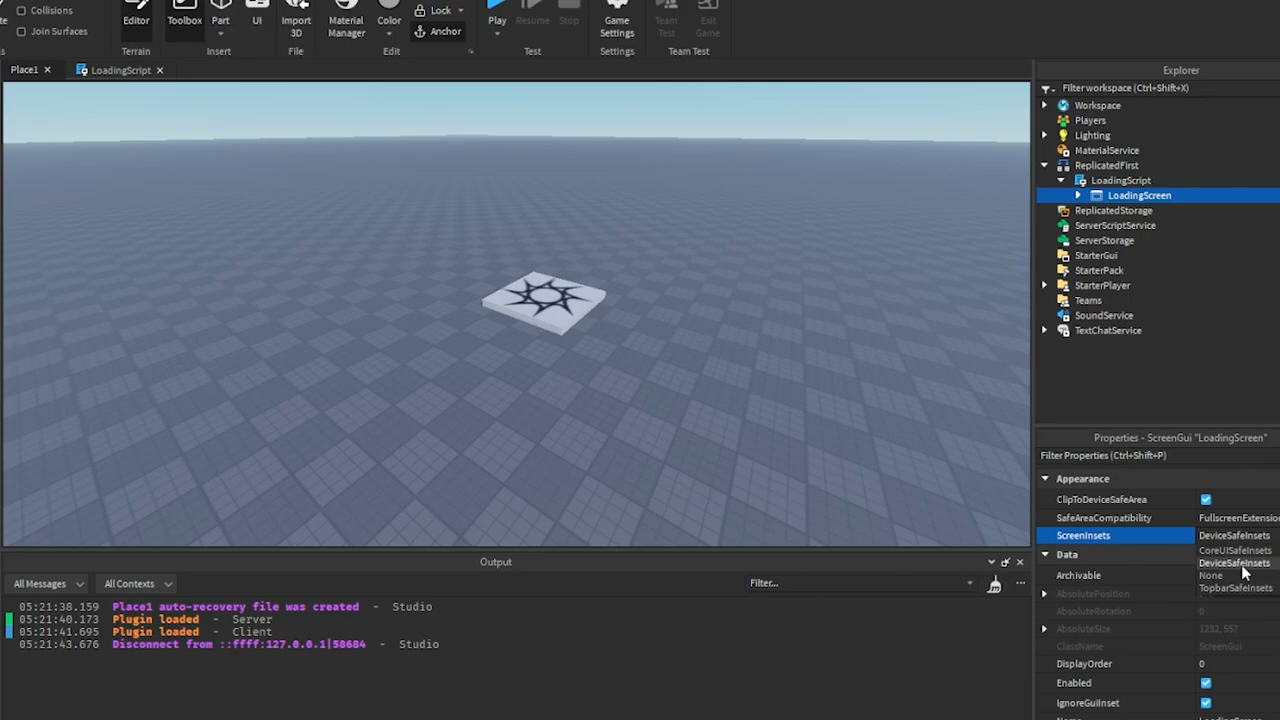 Collisions
Join Surfaces
Editor
Terrain
Toolbox
Part
UI
Insert
Import
3D
File
Material
Manager
Color
Lock
Anchor
Edit
Play
Resume
Stop
Test
Game
Settings
Settings
Team
Test
Exit
Game
Team Test
Place1
LoadingScript
Explorer
Filter workspace (Ctrl+Shift+X)
Workspace
Players
Lighting
MaterialService
ReplicatedFirst
LoadingScript
LoadingScreen
ReplicatedStorage
ServerScriptService
ServerStorage
StarterGui
StarterPack
StarterPlayer
Teams
SoundService
TextChatService
Properties - ScreenGui "LoadingScreen"
Filter Properties (Ctrl+Shift+P)
Appearance
ClipToDeviceSafeArea
SafeAreaCompatibility FullscreenExtensio
ScreenInsets DeviceSafeInsets
CoreUISafeInsets
DeviceSafeInsets
None
TopbarSafeInsets
Data
Archivable
AbsolutePosition
AbsoluteRotation 0
AbsoluteSize 1232, 557
ClassName ScreenGui
DisplayOrder 0
Enabled
IgnoreGuiInset
Output
All Messages All Contexts Filter...
05:21:38.159 Place1 auto-recovery file was created - Studio
05:21:40.173 Plugin loaded - Server
05:21:41.695 Plugin loaded - Client
05:21:43.676 Disconnect from ::ffff:127.0.0.1|58684 - Studio